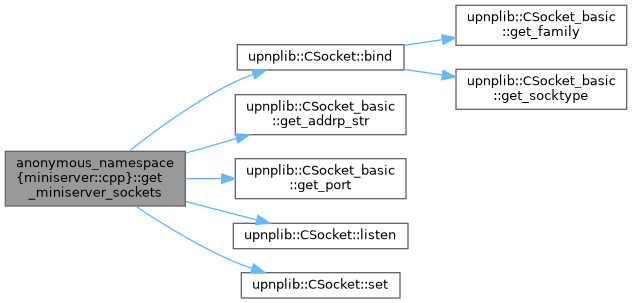 anonymous_namespace
{miniserver::cpp}::get
_miniserver_sockets
upnplib::CSocket::bind
upnplib::CSocket_basic
::get_family
upnplib::CSocket_basic
::get_socktype
upnplib::CSocket_basic
::get_addrp_str
upnplib::CSocket_basic
::get_port
upnplib::CSocket::listen
upnplib::CSocket::set